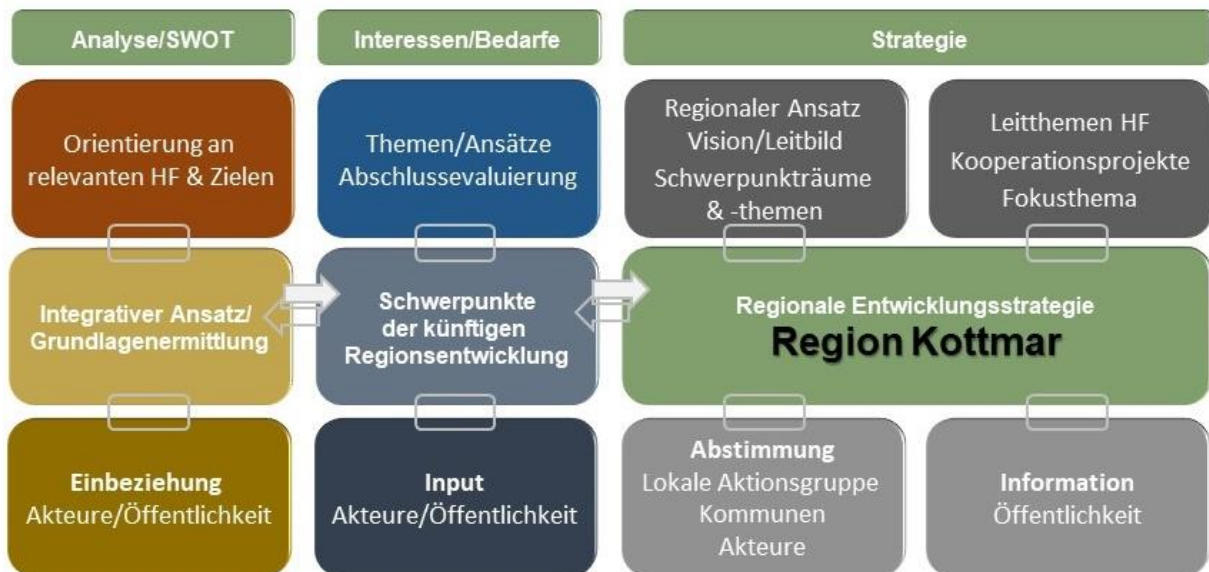 Analyse/SWOT
Interessen/Bedarfe
Strategie
Orientierung an
relevanten HF & Zielen
Themen/Ansätze
Abschlussevaluierung
Regionaler Ansatz
Vision/Leitbild
Schwerpunkträume
& -themen
Leitthemen HF
Kooperationsprojekte
Fokusthema
Integrativer Ansatz/
Grundlagenermittlung
Schwerpunkte
der künftigen
Regionsentwicklung
Regionale Entwicklungsstrategie
Region Kottmar
Einbeziehung
Akteure/Öffentlichkeit
Input
Akteure/Öffentlichkeit
Abstimmung
Lokale Aktionsgruppe
Kommunen
Akteure
Information
Öffentlichkeit